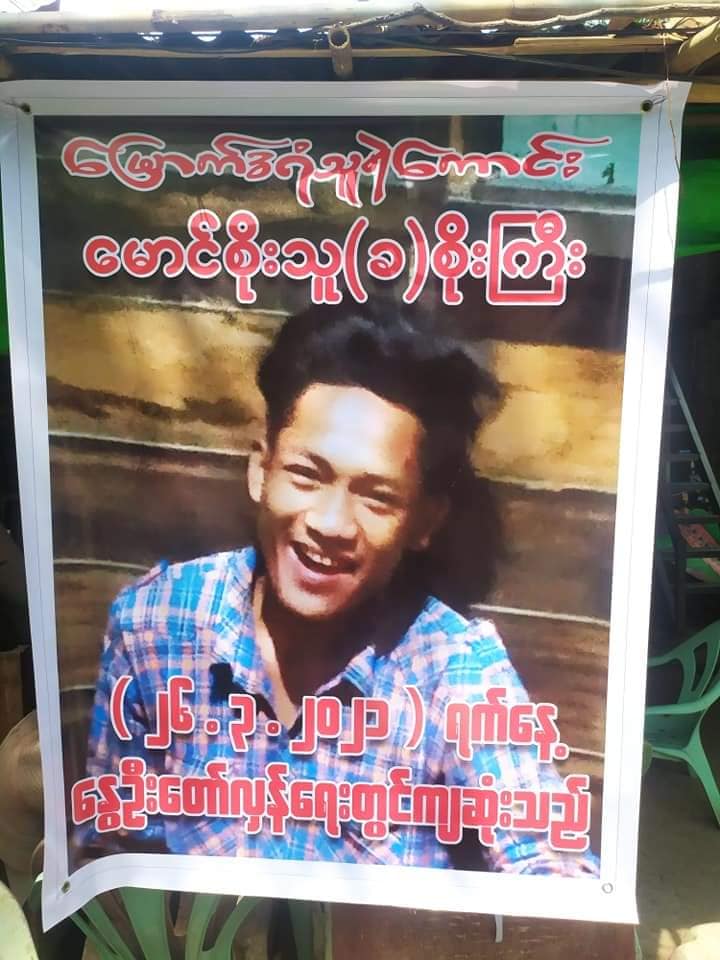 မြောက်ဒဂုံသူရဲကောင်း
မောင်စိုးသူ(ခ)စိုးကြီး
( ၂၆ . ၃ . ၂၀၂၁ ) ရက်နေ့
နွေဦးတော်လှန်ရေးတွင်ကျဆုံးသည်